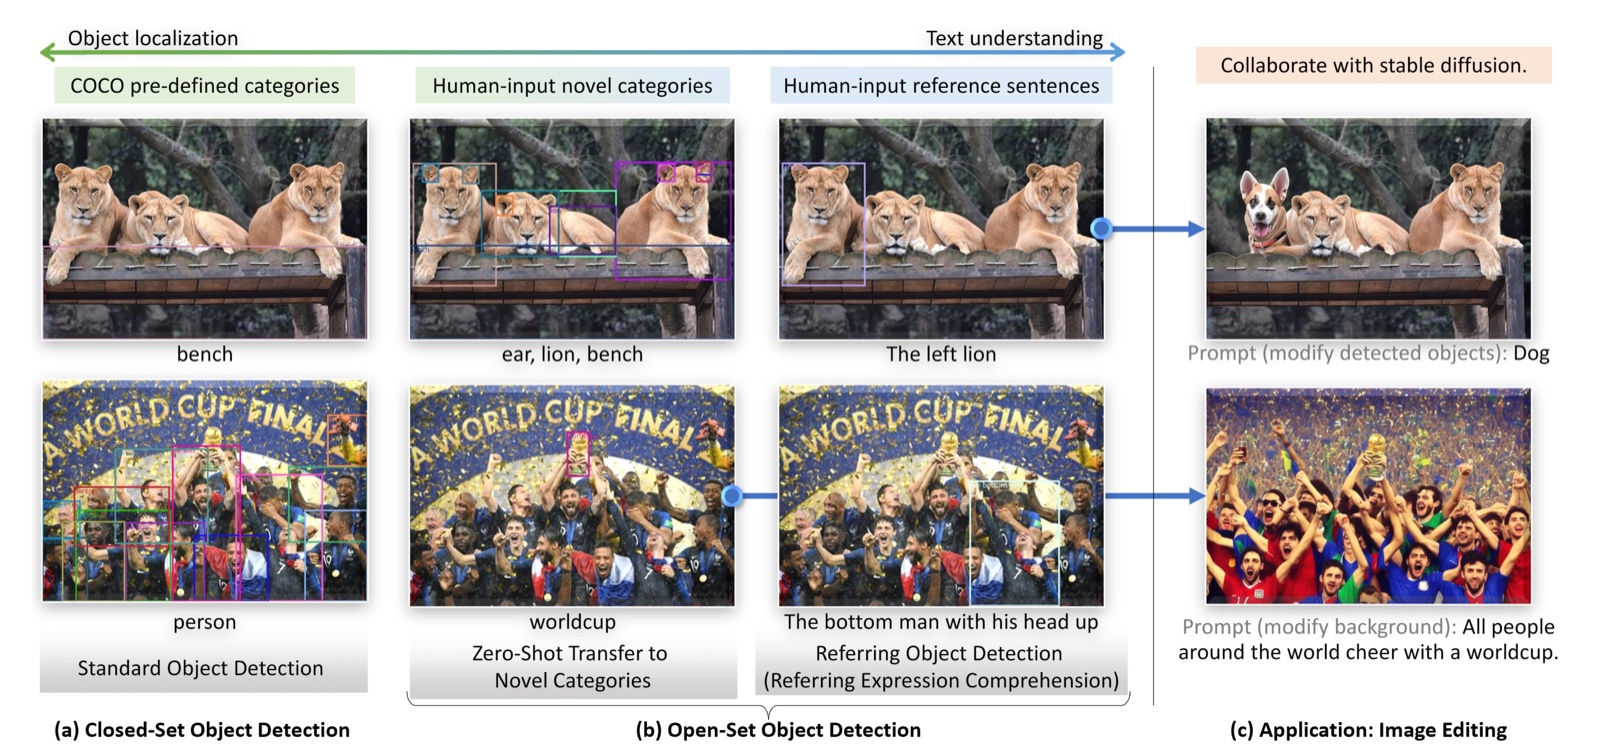 Object localization
Text understanding
COCO pre-defined categories
Human-input novel categories
Human-input reference sentences
Collaborate with stable diffusion.
bench
ear, lion, bench
The left lion
Prompt (modify detected objects): Dog
A WORLD CUP FINAL
A WORLD CUP FINAL
A WORLD CUP FINAL
person
worldcup
The bottom man with his head up
Prompt (modify background): All people
around the world cheer with a worldcup.
Standard Object Detection
Zero-Shot Transfer to
Novel Categories
Referring Object Detection
(Referring Expression Comprehension)
(a) Closed-Set Object Detection
(b) Open-Set Object Detection
(c) Application: Image Editing